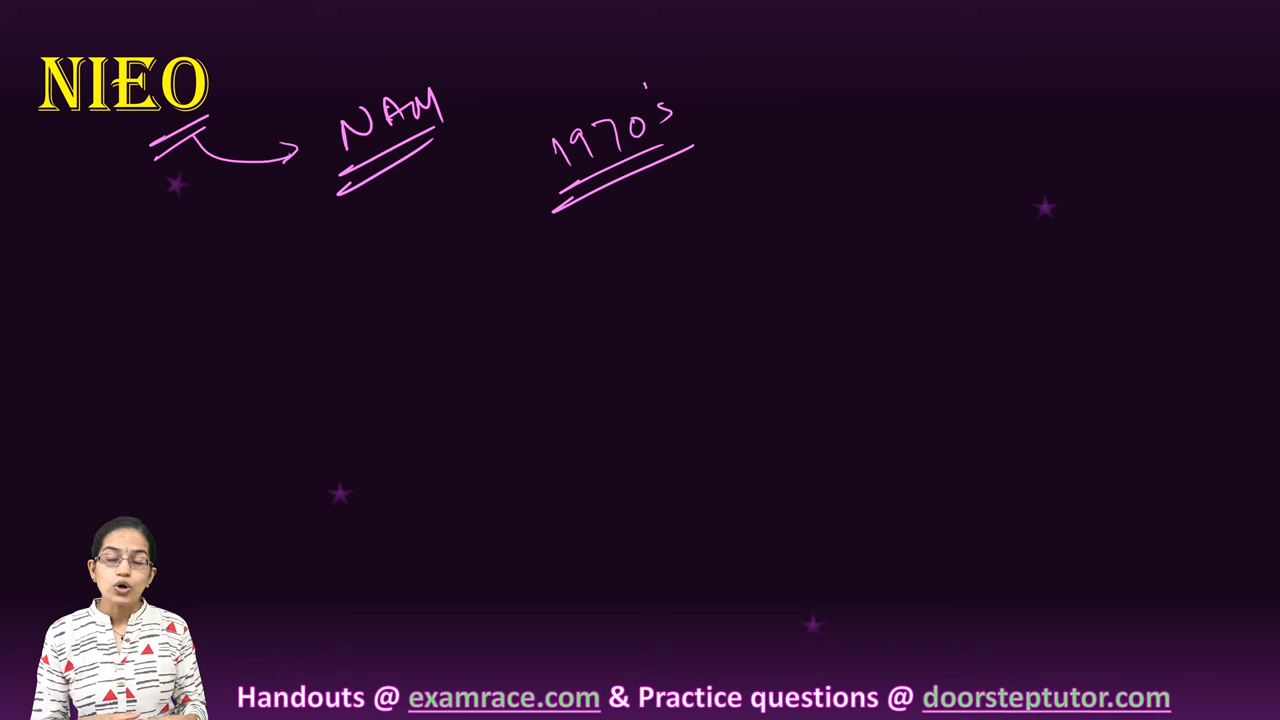 NIEO
NAM
1970's
Handouts @ examrace.com & Practice questions @ doorsteptutor.com